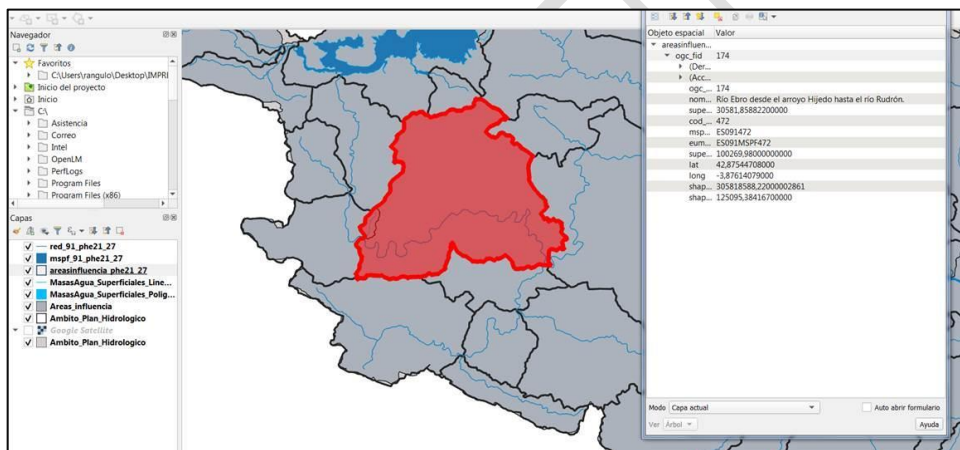 Navegador
Favoritos
C:\Users\rangulo\Desktop\IMPRI
Inicio del proyecto
Inicio
C:\
Asistencia
Correo
Intel
OpenLM
PerfLogs
Program Files
Program Files (x86)
Capas
red_91_phe21_27
mspf_91_phe21_27
areasinfluencia_phe21_27
MasasAgua_Superficiales_Line...
MasasAgua_Superficiales_Polig...
Areas_influencia
Ambito_Plan_Hidrologico
Google Satellite
Ambito_Plan_Hidrologico
Objeto espacial Valor
areasinfluen...
ogc_fid 174
(Der...
(Acc...
ogc_... 174
nom... Río Ebro desde el arroyo Hijedo hasta el río Rudrón.
supe... 30581,85882200000
cod_... 472
msp... ES091472
eum... ES091MSPF472
supe... 100269,98000000000
lat 42,87544708000
long -3,87614079000
shap... 305818588,22000002861
shap... 125095,38416700000
Modo Capa actual Auto abrir formulario
Ver Árbol Ayuda